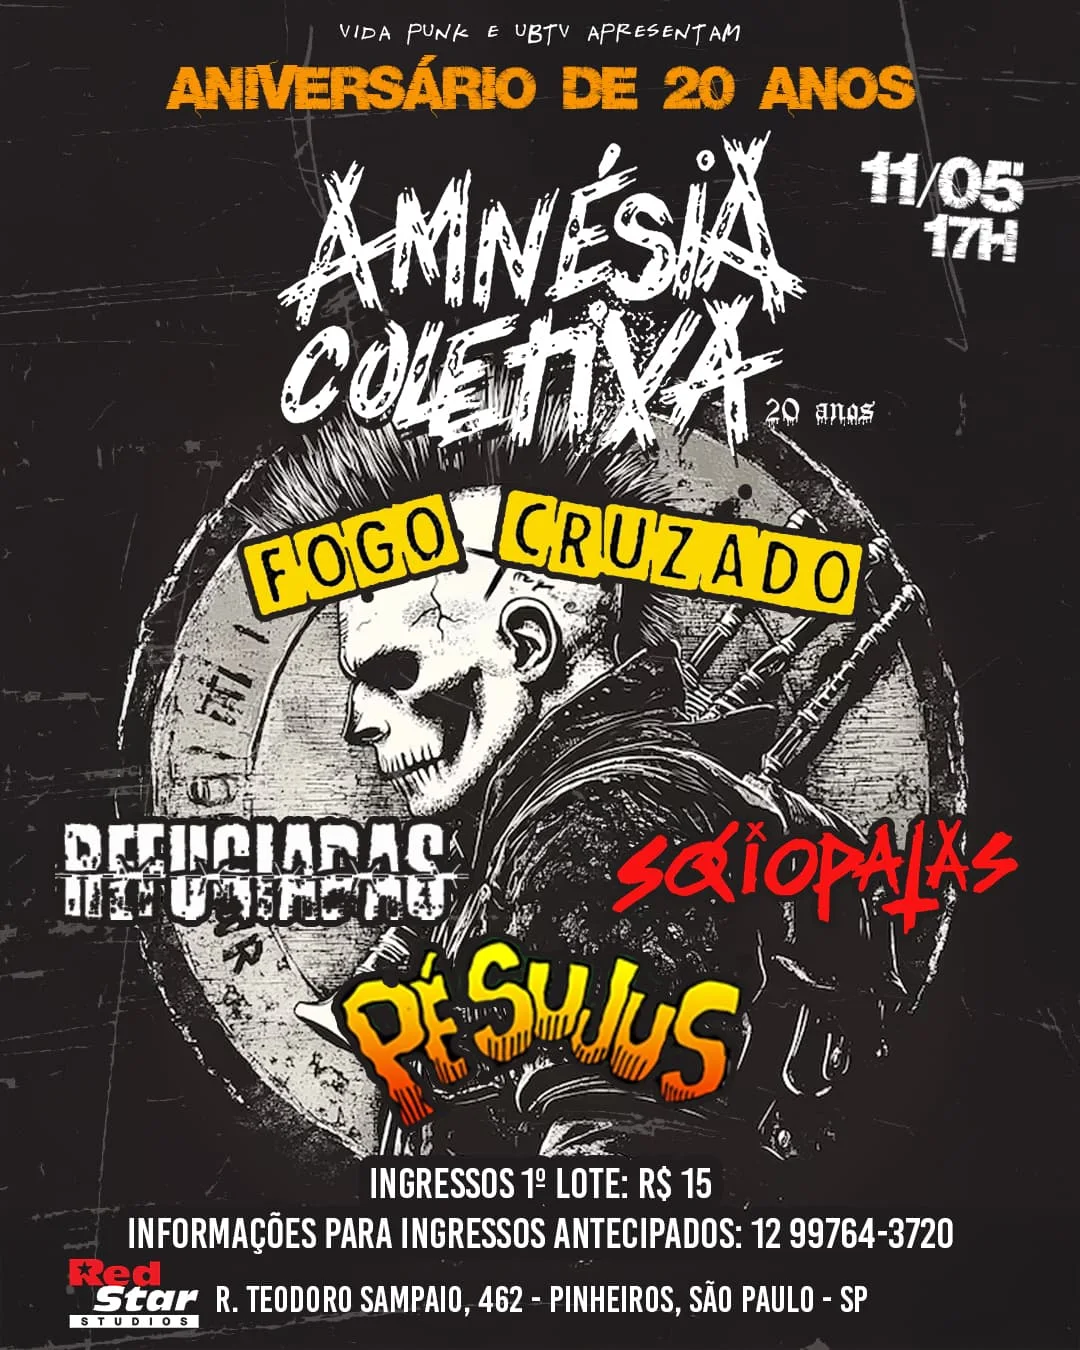 VIDA PUNK E UBTV APRESENTAM
ANIVERSÁRIO DE 20 ANOS
AMNÉSIA
COLETIVA
20 anos
11/05
17H
FOGO CRUZADO
REFUGIADAS
SOCIOPATAS
PÉ SUJUS
INGRESSOS 1º LOTE: R$ 15
INFORMAÇÕES PARA INGRESSOS ANTECIPADOS: 12 99764-3720
Red
Star
STUDIOS
R. TEODORO SAMPAIO, 462 - PINHEIROS, SÃO PAULO - SP